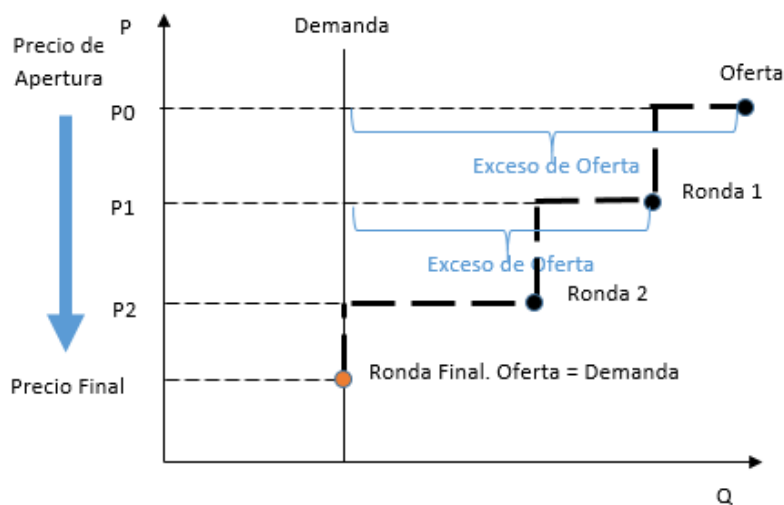 P
Demanda
Precio de
Apertura
Oferta
P0
Exceso de Oferta
Ronda 1
P1
Exceso de Oferta
Ronda 2
P2
Ronda Final. Oferta = Demanda
Precio Final
Q